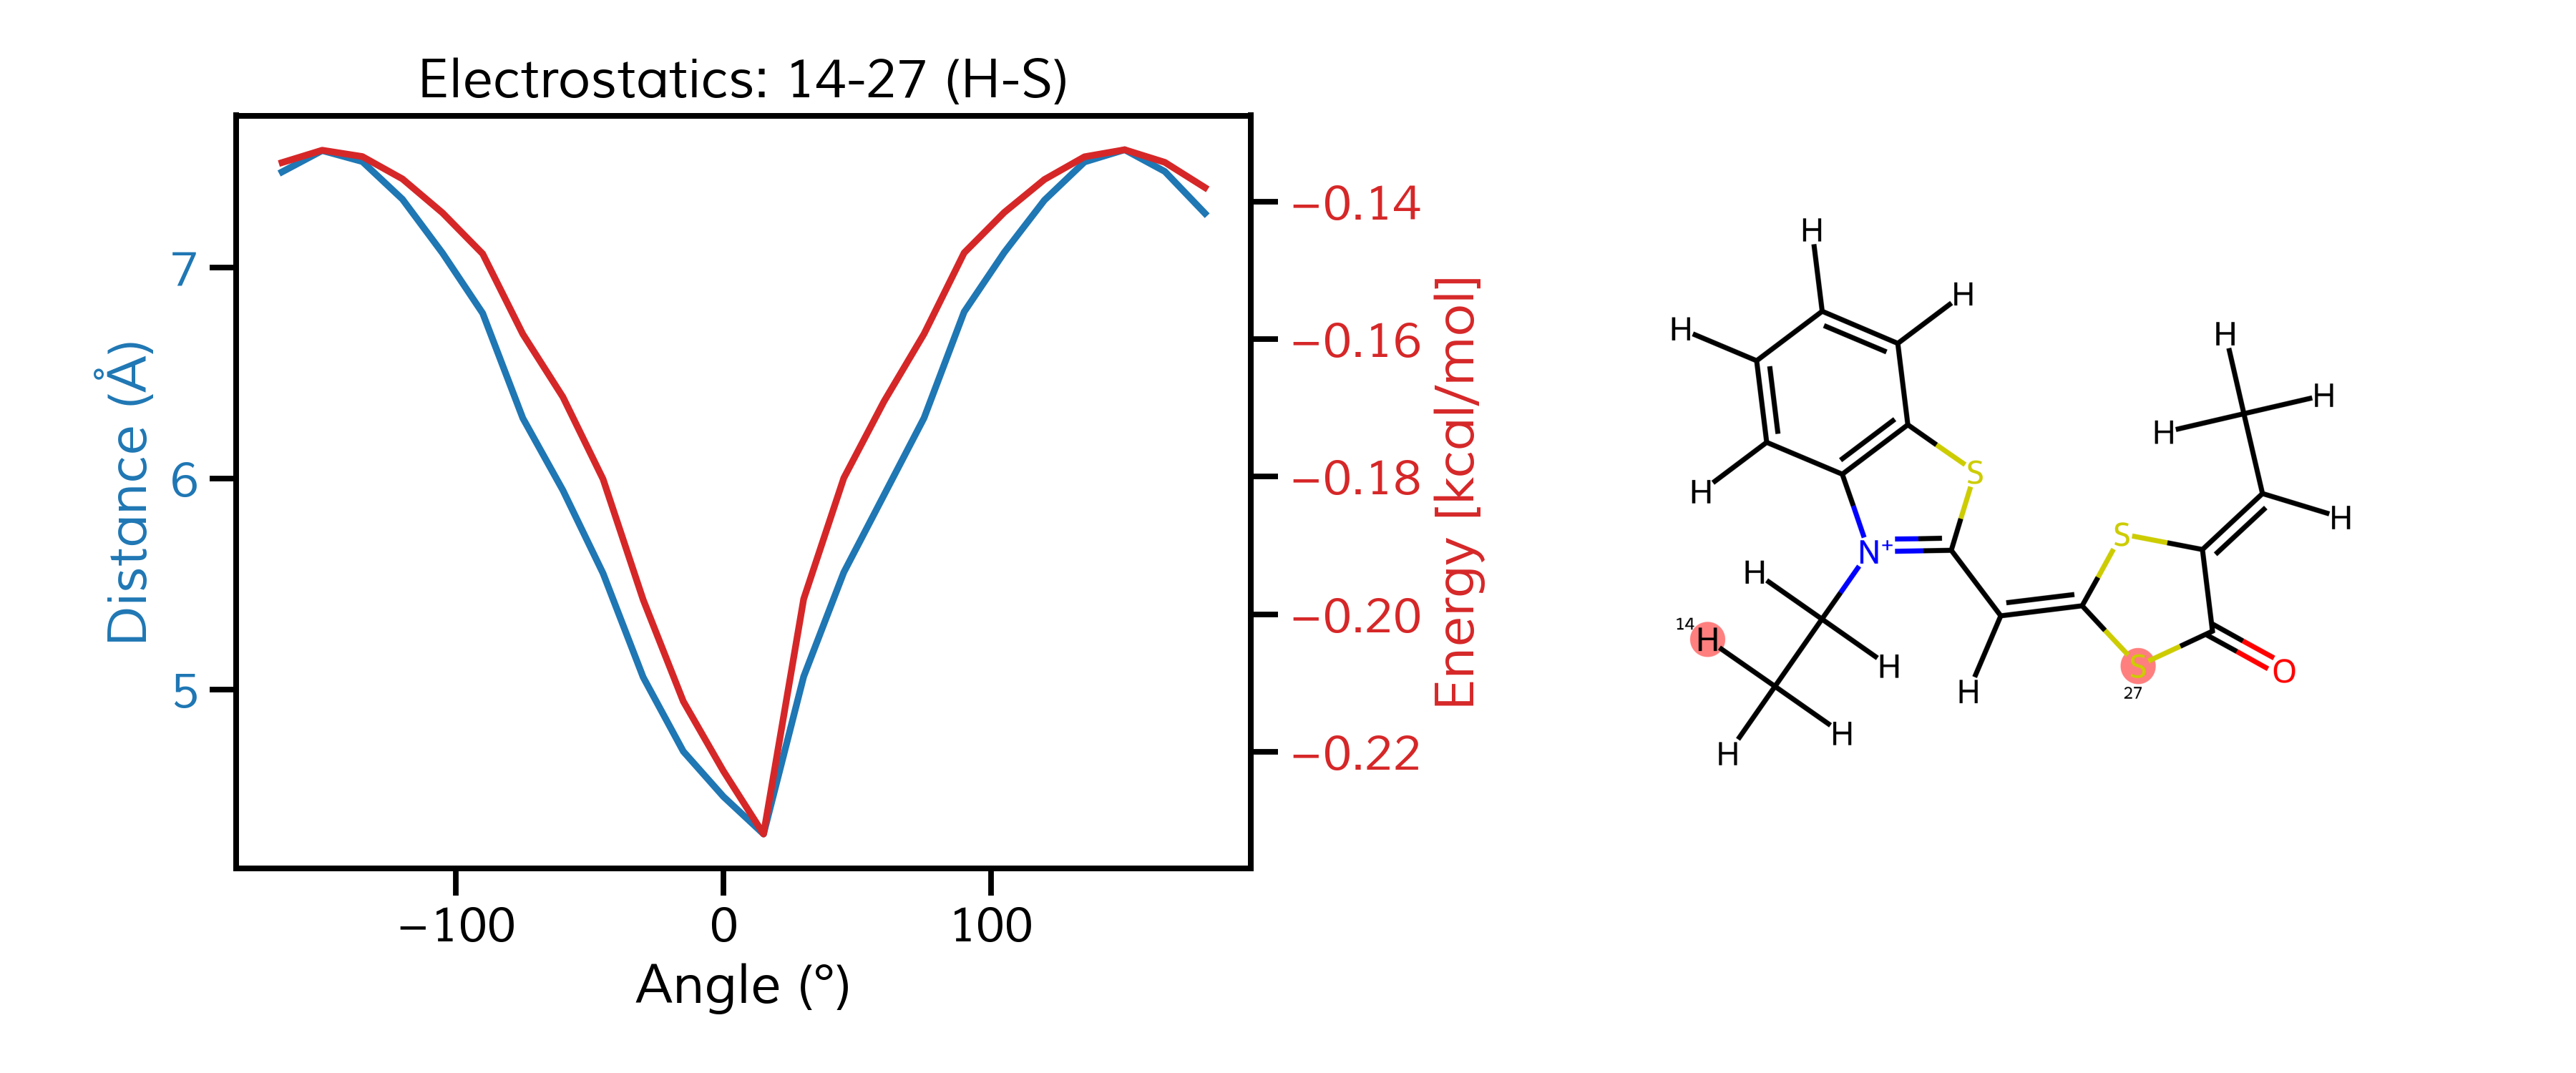 Electrostatics: 14-27 (H-S)
Distance (Å)
7
6
5
−0.14
−0.16
−0.18
−0.20
−0.22
Energy [kcal/mol]
−100
0
100
Angle (°)
H
H
H
H
H
H
H
S
S
H
N+
H
14
H
H
H
S
27
O
H
H